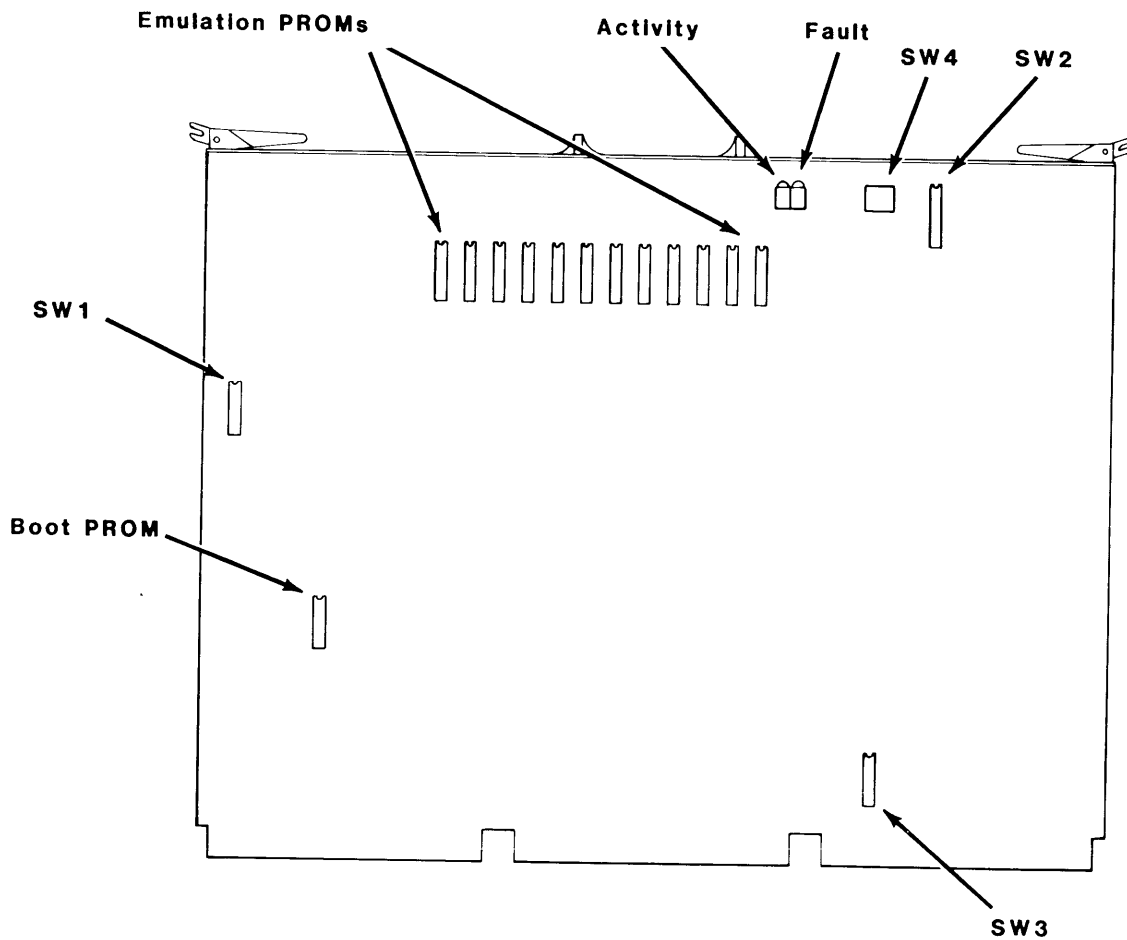 Emulation PROMs
Activity
Fault
SW4
SW2
SW1
Boot PROM
SW3